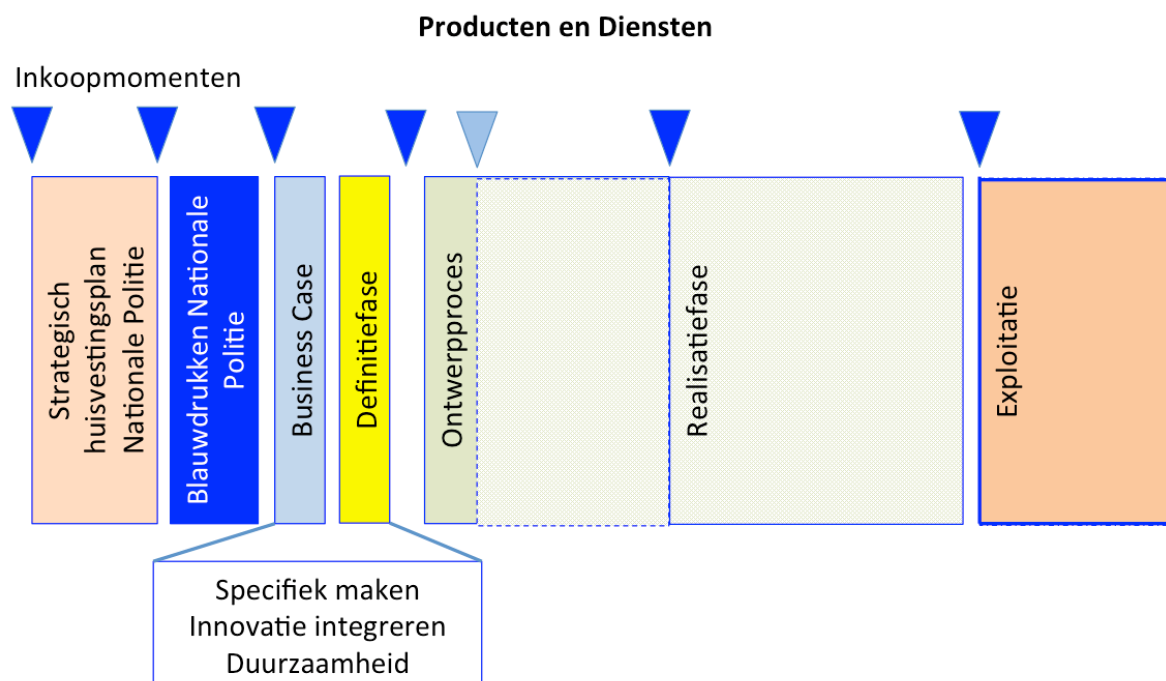 Producten en Diensten
Inkoopmomenten
Strategisch
huisvestingsplan
Nationale Politie
Blauwdrukken Nationale
Politie
Business Case
Definitiefase
Ontwerpproces
Realisatiefase
Exploitatie
Specifiek maken
Innovatie integreren
Duurzaamheid